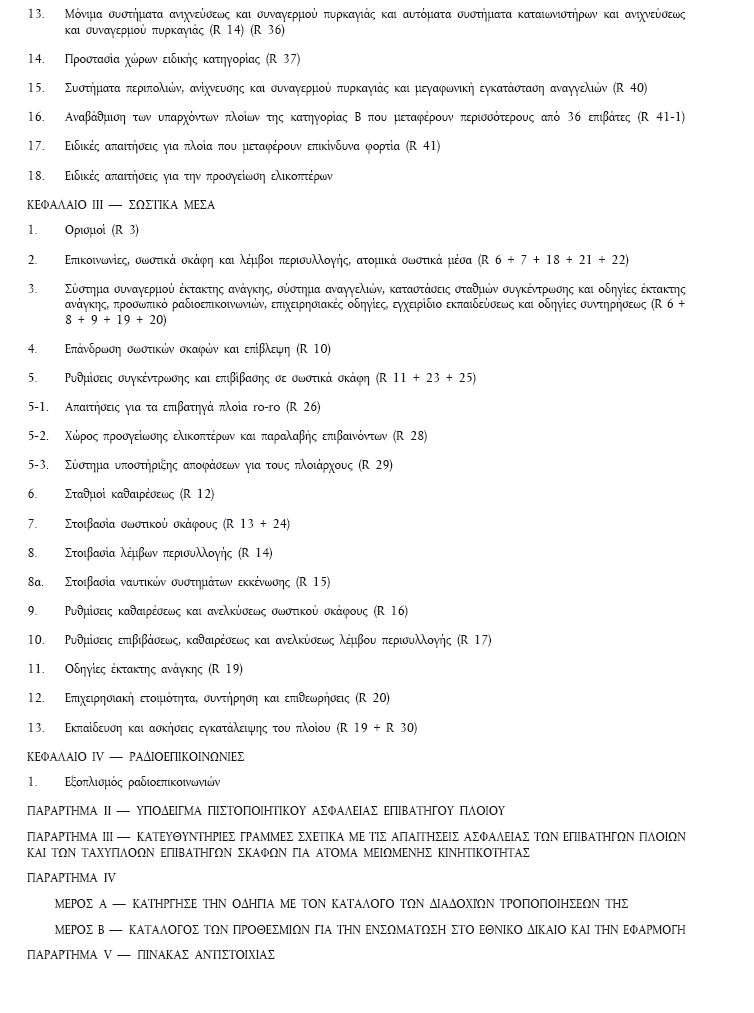 13. Μόνιμα συστήματα ανιχνεύσεως και συναγερμού πυρκαγιάς και αυτόματα συστήματα καταιωνιστήρων και ανιχνεύσεως
και συναγερμού πυρκαγιάς (R 14) (R 36)
14. Προστασία χώρων ειδικής κατηγορίας (R 37)
15. Συστήματα περιπολιών, ανίχνευσης και συναγερμού πυρκαγιάς και μεγαφωνική εγκατάσταση αναγγελιών (R 40)
16. Αναβάθμιση των υπαρχόντων πλοίων της κατηγορίας Β που μεταφέρουν περισσότερους από 36 επιβάτες (R 41-1)
17. Ειδικές απαιτήσεις για πλοία που μεταφέρουν επικίνδυνα φορτία (R 41)
18. Ειδικές απαιτήσεις για την προσγείωση ελικοπτέρων
ΚΕΦΑΛΑΙΟ III — ΣΩΣΤΙΚΑ ΜΕΣΑ
1. Ορισμοί (R 3)
2. Επικοινωνίες, σωστικά σκάφη και λέμβοι περισυλλογής, ατομικά σωστικά μέσα (R 6 + 7 + 18 + 21 + 22)
3. Σύστημα συναγερμού έκτακτης ανάγκης, σύστημα αναγγελιών, καταστάσεις σταθμών συγκέντρωσης και οδηγίες έκτακτης
ανάγκης, προσωπικό ραδιοεπικοινωνιών, επιχειρησιακές οδηγίες, εγχειρίδιο εκπαιδεύσεως και οδηγίες συντηρήσεως (R 6 +
8 + 9 + 19 + 20)
4. Επάνδρωση σωστικών σκαφών και επίβλεψη (R 10)
5. Ρυθμίσεις συγκέντρωσης και επιβίβασης σε σωστικά σκάφη (R 11 + 23 + 25)
5-1. Απαιτήσεις για τα επιβατηγά πλοία ro-ro (R 26)
5-2. Χώρος προσγείωσης ελικοπτέρων και παραλαβής επιβαινόντων (R 28)
5-3. Σύστημα υποστήριξης αποφάσεων για τους πλοιάρχους (R 29)
6. Σταθμοί καθαιρέσεως (R 12)
7. Στοιβασία σωστικού σκάφους (R 13 + 24)
8. Στοιβασία λέμβων περισυλλογής (R 14)
8α. Στοιβασία ναυτικών συστημάτων εκκένωσης (R 15)
9. Ρυθμίσεις καθαιρέσεως και ανελκύσεως σωστικού σκάφους (R 16)
10. Ρυθμίσεις επιβιβάσεως, καθαιρέσεως και ανελκύσεως λέμβου περισυλλογής (R 17)
11. Οδηγίες έκτακτης ανάγκης (R 19)
12. Επιχειρησιακή ετοιμότητα, συντήρηση και επιθεωρήσεις (R 20)
13. Εκπαίδευση και ασκήσεις εγκατάλειψης του πλοίου (R 19 + R 30)
ΚΕΦΑΛΑΙΟ IV — ΡΑΔΙΟΕΠΙΚΟΙΝΩΝΙΕΣ
1. Εξοπλισμός ραδιοεπικοινωνιών
ΠΑΡΑΡΤΗΜΑ II — ΥΠΟΔΕΙΓΜΑ ΠΙΣΤΟΠΟΙΗΤΙΚΟΥ ΑΣΦΑΛΕΙΑΣ ΕΠΙΒΑΤΗΓΟΥ ΠΛΟΙΟΥ
ΠΑΡΑΡΤΗΜΑ III — ΚΑΤΕΥΘΥΝΤΗΡΙΕΣ ΓΡΑΜΜΕΣ ΣΧΕΤΙΚΑ ΜΕ ΤΙΣ ΑΠΑΙΤΗΣΕΙΣ ΑΣΦΑΛΕΙΑΣ ΤΩΝ ΕΠΙΒΑΤΗΓΩΝ ΠΛΟΙΩΝ
ΚΑΙ ΤΩΝ ΤΑΧΥΠΛΟΩΝ ΕΠΙΒΑΤΗΓΩΝ ΣΚΑΦΩΝ ΓΙΑ ΑΤΟΜΑ ΜΕΙΩΜΕΝΗΣ ΚΙΝΗΤΙΚΟΤΗΤΑΣ
ΠΑΡΑΡΤΗΜΑ IV
ΜΕΡΟΣ Α — ΚΑΤΗΡΓΗΣΕ ΤΗΝ ΟΔΗΓΙΑ ΜΕ ΤΟΝ ΚΑΤΑΛΟΓΟ ΤΩΝ ΔΙΑΔΟΧΙΏΝ ΤΡΟΠΟΠΟΙΗΣΕΩΝ ΤΗΣ
ΜΕΡΟΣ Β — ΚΑΤΑΛΟΓΟΣ ΤΩΝ ΠΡΟΘΕΣΜΙΩΝ ΓΙΑ ΤΗΝ ΕΝΣΩΜΑΤΩΣΗ ΣΤΟ ΕΘΝΙΚΟ ΔΙΚΑΙΟ ΚΑΙ ΤΗΝ ΕΦΑΡΜΟΓΗ
ΠΑΡΑΡΤΗΜΑ V — ΠΙΝΑΚΑΣ ΑΝΤΙΣΤΟΙΧΙΑΣ